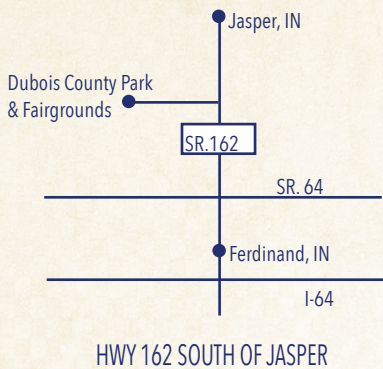 Jasper, IN
Dubois County Park
& Fairgrounds
SR.162
SR. 64
Ferdinand, IN
I-64
HWY 162 SOUTH OF JASPER